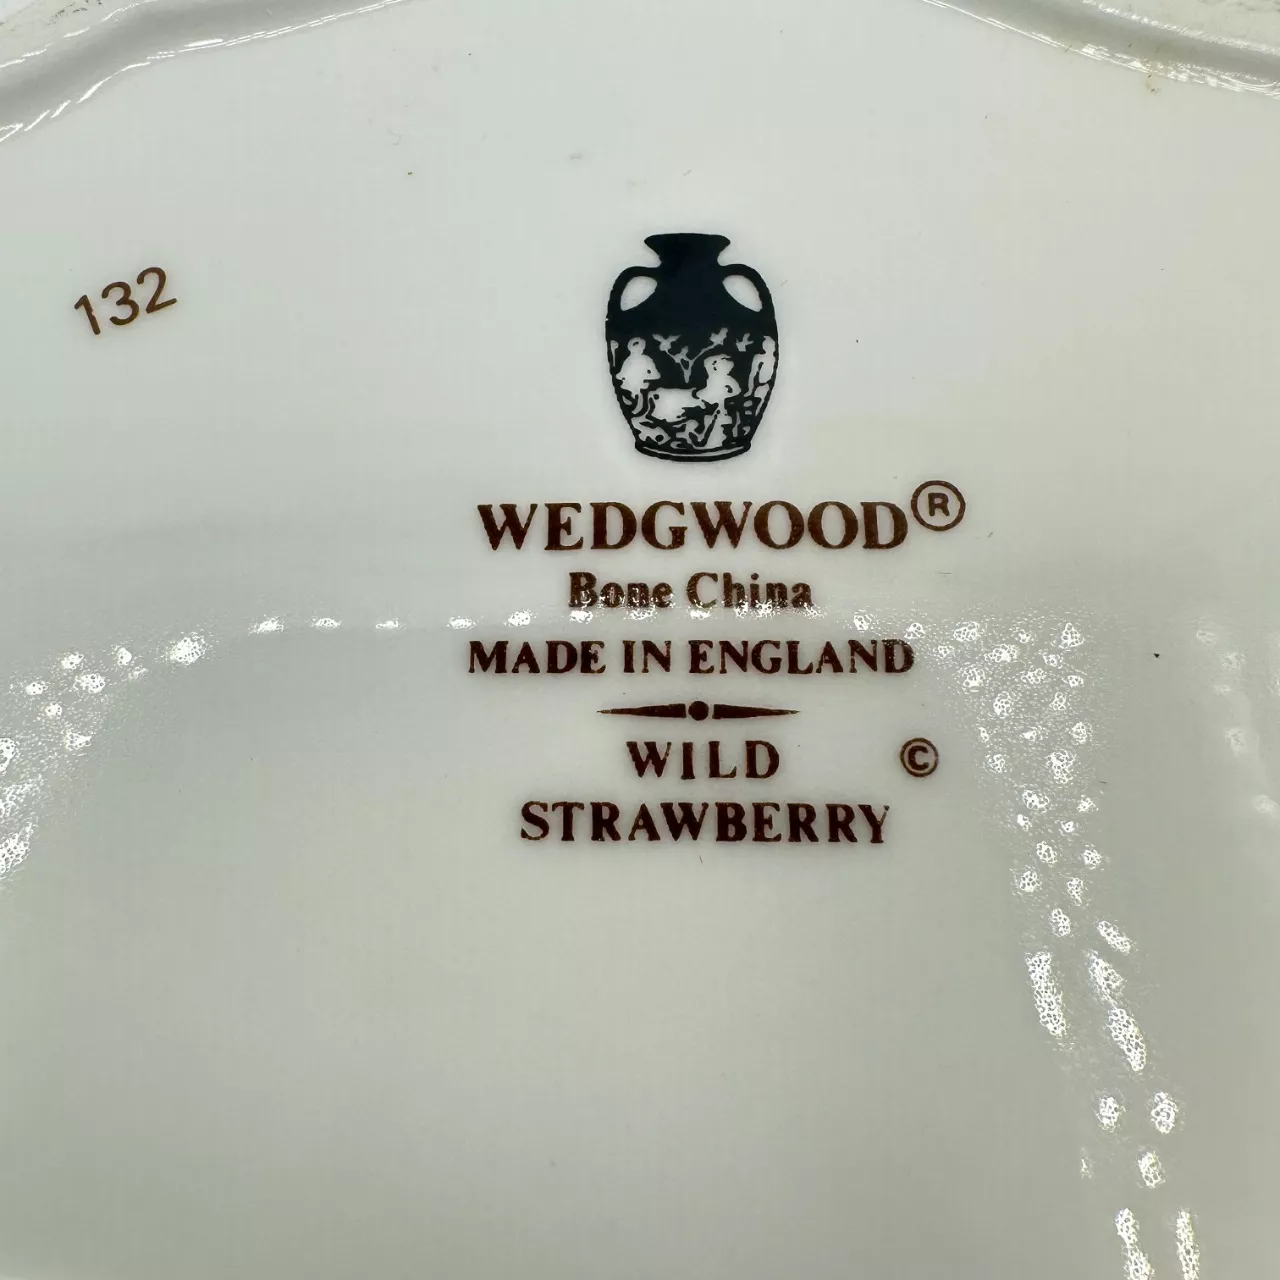 132
WEDGWOOD®
Bone China
MADE IN ENGLAND
WILD ©
STRAWBERRY